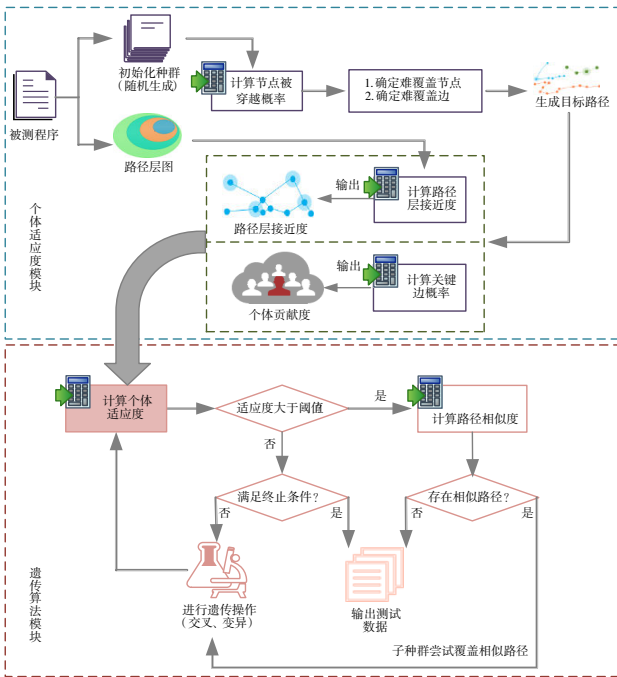 初始化种群
(随机生成)
计算节点被
穿越概率
1.确定难覆盖节点
2.确定难覆盖边
生成目标路径
被测程序
路径层图
个体适应度模块
输出
计算路径
层接近度
路径层接近度
输出
计算关键
边概率
个体贡献度
计算个体
适应度
适应度大于阈值
是
计算路径相似度
否
满足终止条件?
存在相似路径?
否
是
否
是
遗传算法模块
进行遗传操作
(交叉、变异)
输出测试
数据
子种群尝试覆盖相似路径